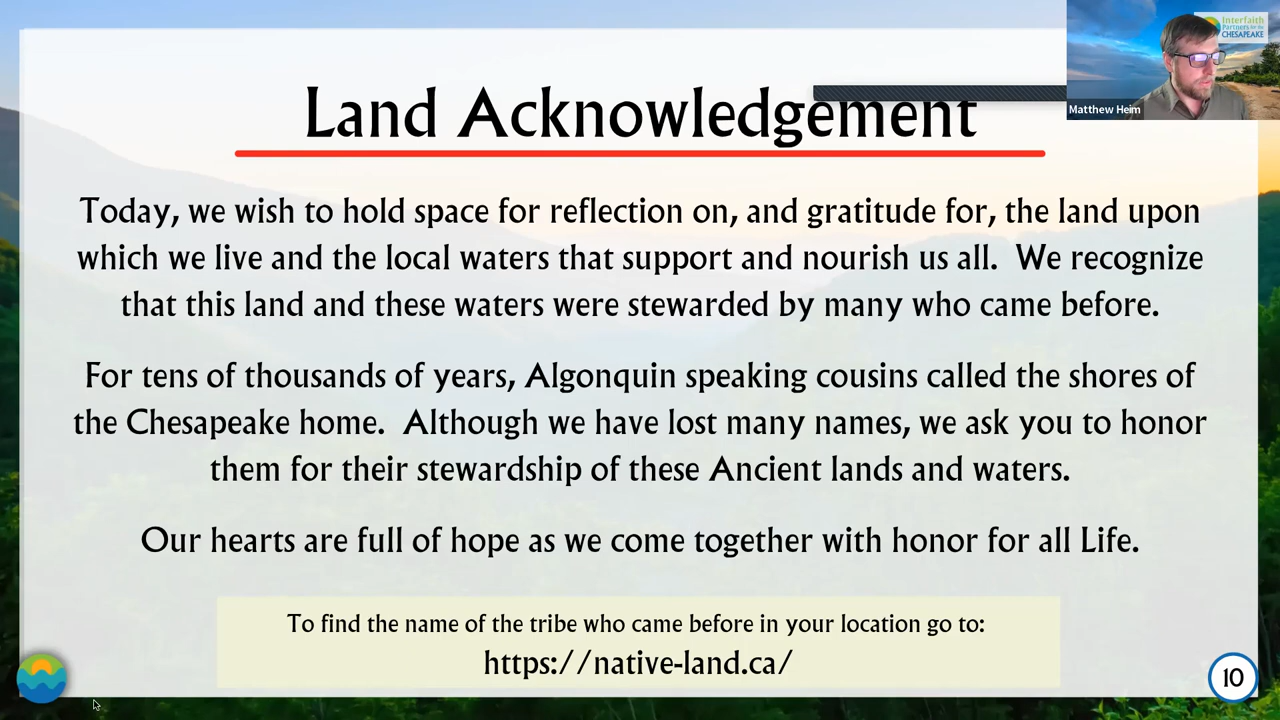 Interfaith
Partners for the
CHESAPEAKE
Matthew Heim
Land Acknowledgement
Today, we wish to hold space for reflection on, and gratitude for, the land upon
which we live and the local waters that support and nourish us all.  We recognize
that this land and these waters were stewarded by many who came before.
For tens of thousands of years, Algonquin speaking cousins called the shores of
the Chesapeake home.  Although we have lost many names, we ask you to honor
them for their stewardship of these Ancient lands and waters.
Our hearts are full of hope as we come together with honor for all Life.
To find the name of the tribe who came before in your location go to:
https://native-land.ca/
10